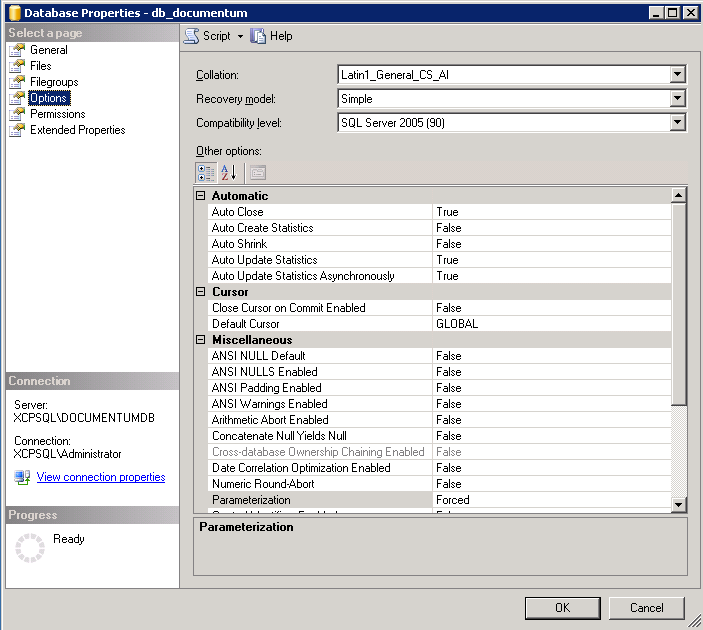 Database Properties - db_documentum
Select a page
General
Files
Filegroups
Options
Permissions
Extended Properties
Script Help
Collation: Latin1_General_CS_AI
Recovery model: Simple
Compatibility level: SQL Server 2005 (90)
Other options:
Automatic
Auto Close True
Auto Create Statistics False
Auto Shrink False
Auto Update Statistics True
Auto Update Statistics Asynchronously True
Cursor
Close Cursor on Commit Enabled False
Default Cursor GLOBAL
Miscellaneous
ANSI NULL Default False
ANSI NULLS Enabled False
ANSI Padding Enabled False
ANSI Warnings Enabled False
Arithmetic Abort Enabled False
Concatenate Null Yields Null False
Cross-database Ownership Chaining Enabled False
Date Correlation Optimization Enabled False
Numeric Round-Abort False
Parameterization Forced
Parameterization
Connection
Server:
XCPSQL\DOCUMENTUMDB
Connection:
XCPSQL\Administrator
View connection properties
Progress
Ready
OK Cancel